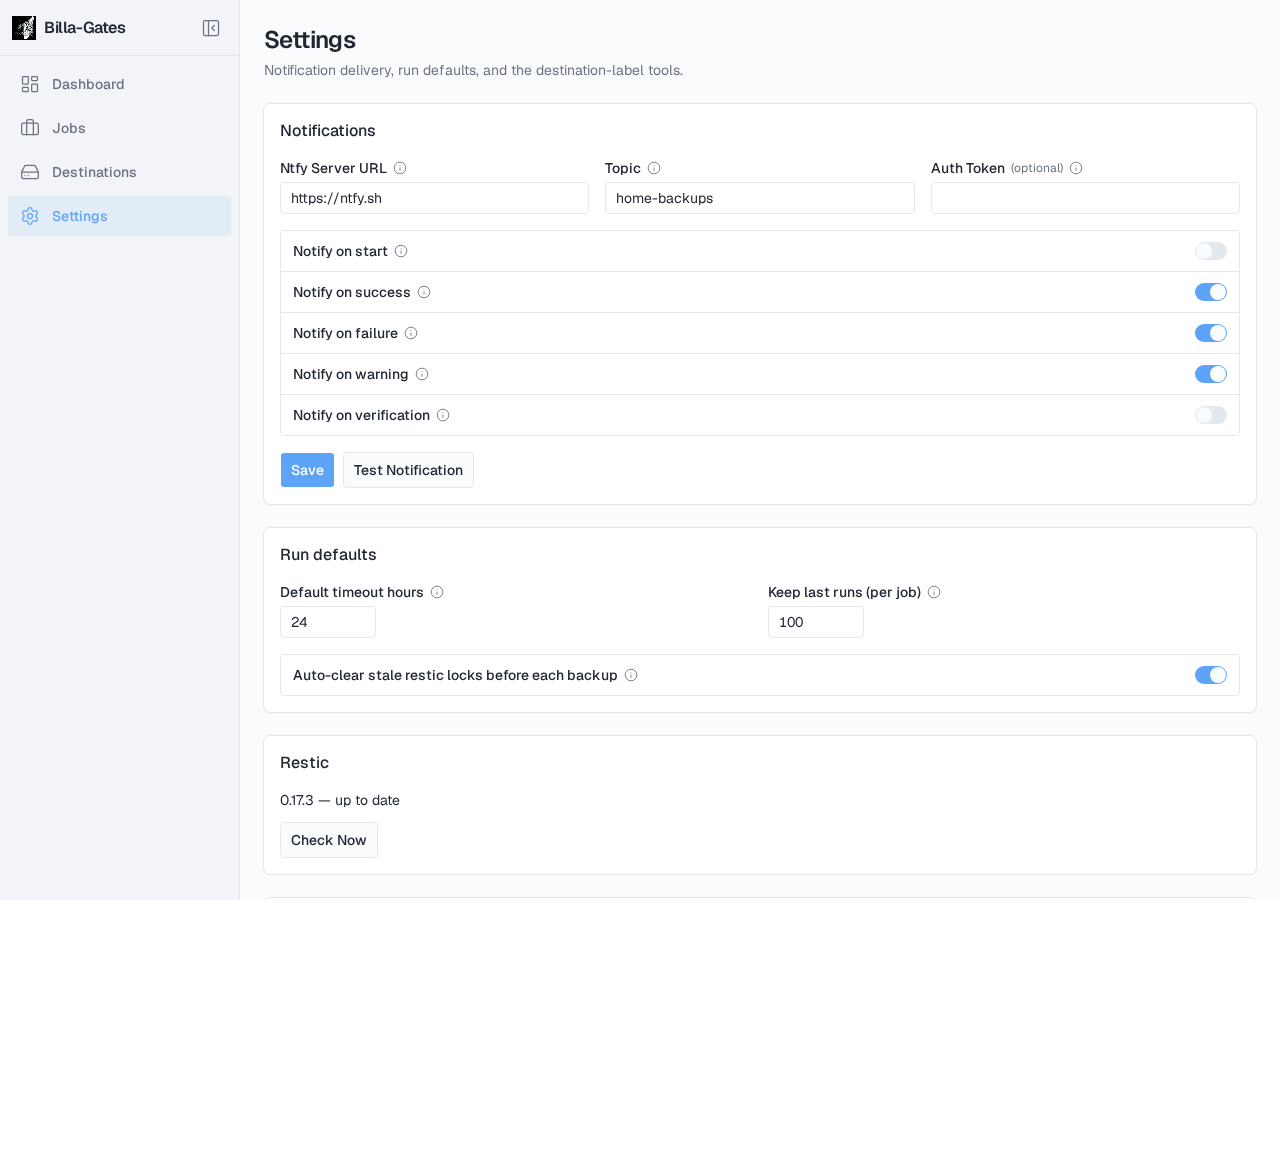 Billa-Gates
Dashboard
Jobs
Destinations
Settings
Settings
Notification delivery, run defaults, and the destination-label tools.
Notifications
Ntfy Server URL
https://ntfy.sh
Topic
home-backups
Auth Token (optional)
Notify on start
Notify on success
Notify on failure
Notify on warning
Notify on verification
Save
Test Notification
Run defaults
Default timeout hours
24
Keep last runs (per job)
100
Auto-clear stale restic locks before each backup
Restic
0.17.3 — up to date
Check Now